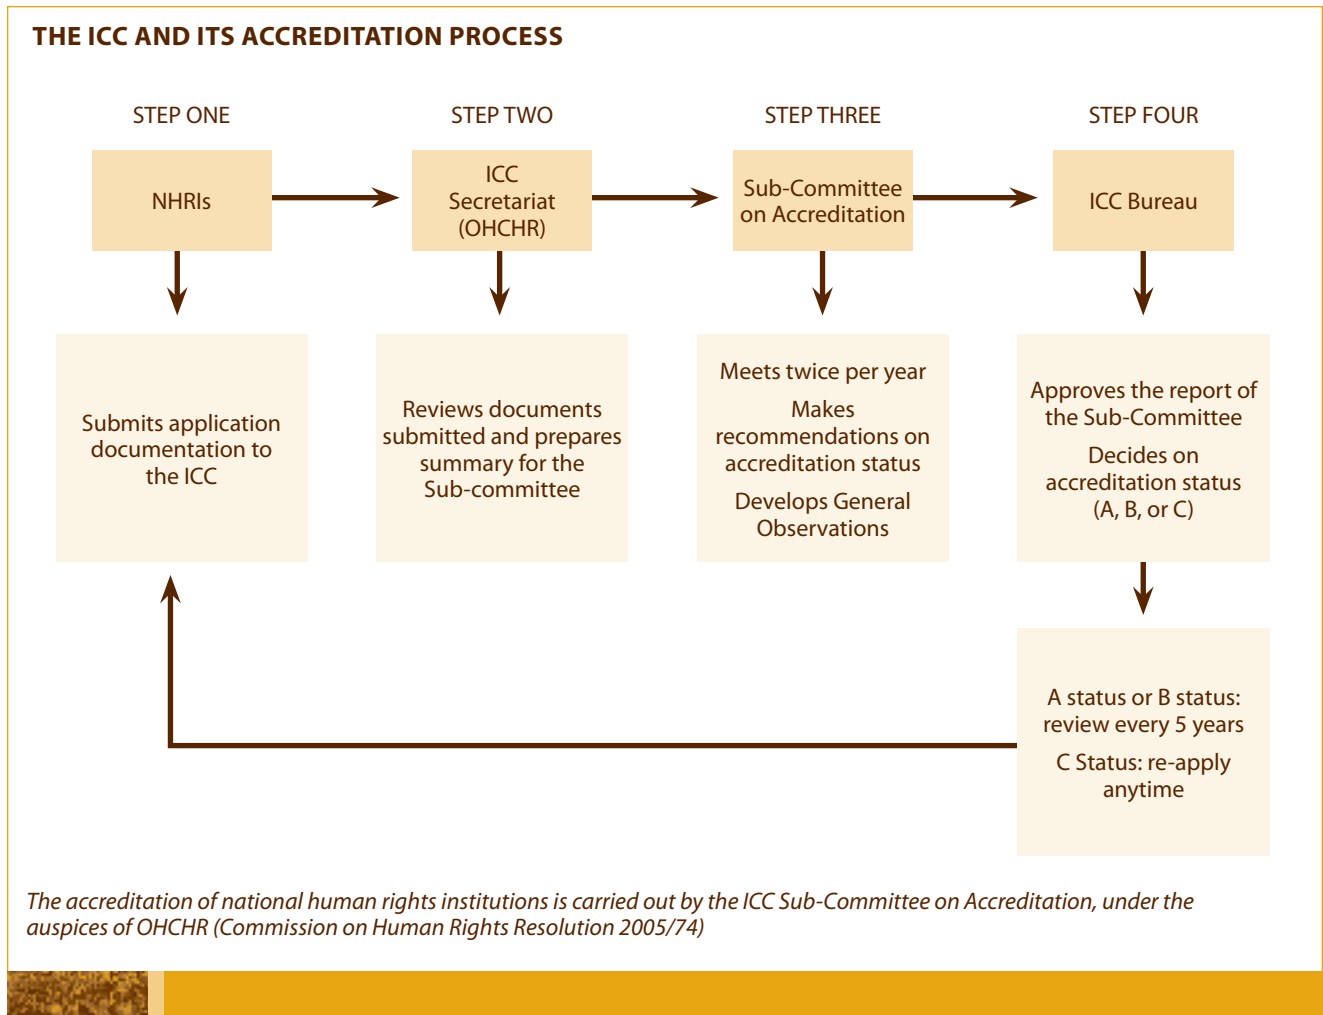 THE ICC AND ITS ACCREDITATION PROCESS
STEP ONE
STEP TWO
STEP THREE
STEP FOUR
NHRIs
ICC
Secretariat
(OHCHR)
Sub-Committee
on Accreditation
ICC Bureau
Submits application
documentation to
the ICC
Reviews documents
submitted and prepares
summary for the
Sub-committee
Meets twice per year
Makes
recommendations on
accreditation status
Develops General
Observations
Approves the report of
the Sub-Committee
Decides on
accreditation status
(A, B, or C)
A status or B status:
review every 5 years
C Status: re-apply
anytime
The accreditation of national human rights institutions is carried out by the ICC Sub-Committee on Accreditation, under the
auspices of OHCHR (Commission on Human Rights Resolution 2005/74)